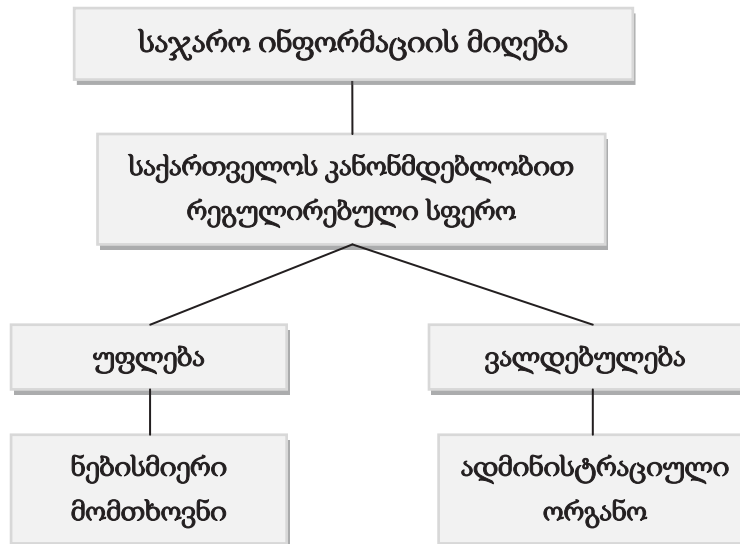 საჯარო ინფორმაციის მიღება
საქართველოს კანონმდებლობით
რეგულირებული სფერო
უფლება
ვალდებულება
ნებისმიერი
მომთხოვნი
ადმინისტრაციული
ორგანო